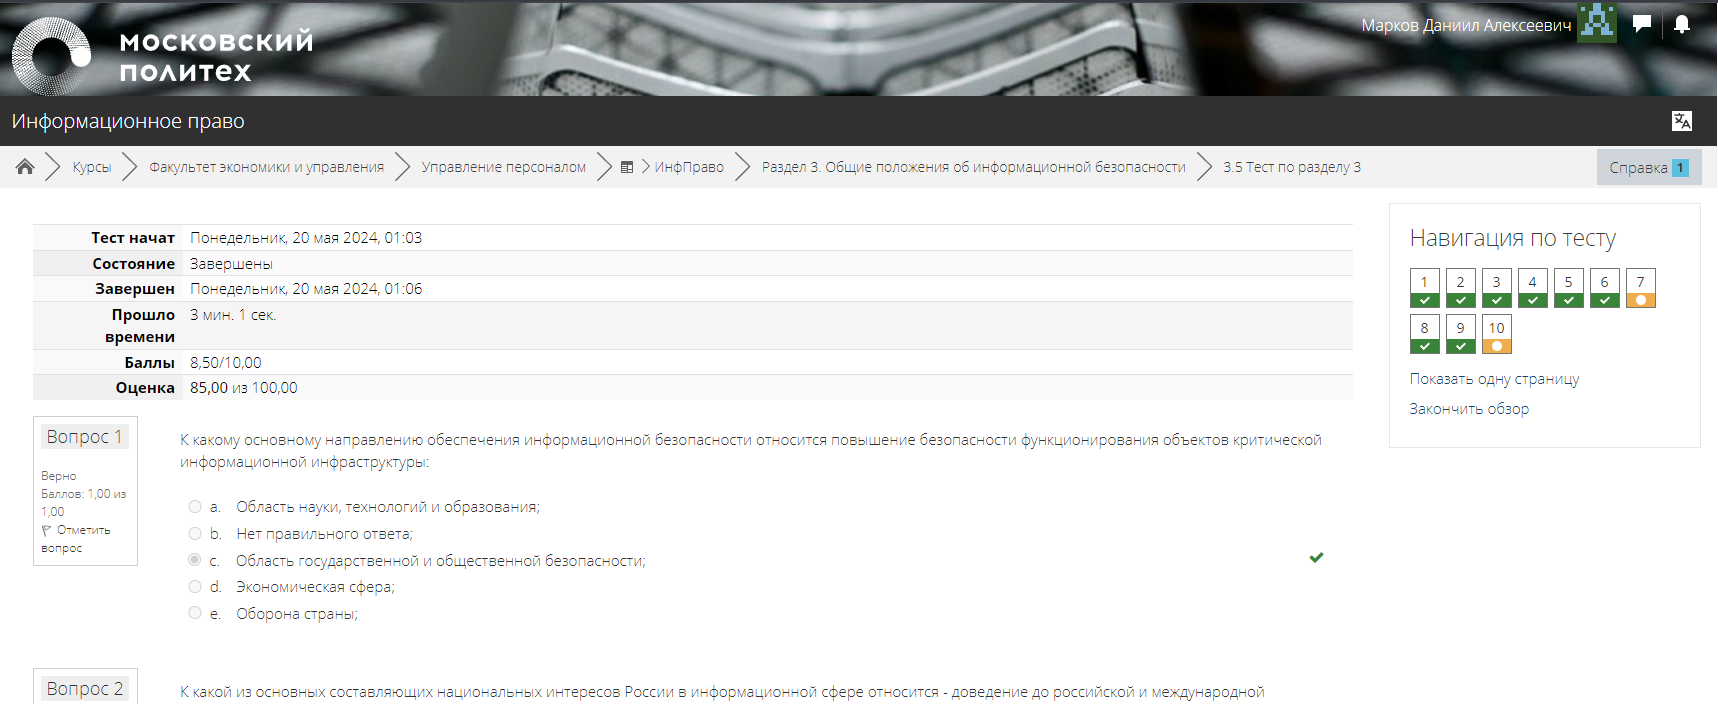 московский
политех
Марков Даниил Алексеевич
Информационное право
Курсы
Факультет экономики и управления
Управление персоналом
ИнфПраво
Раздел 3. Общие положения об информационной безопасности
3.5 Тест по разделу 3
Справка 1
Тест начат Понедельник, 20 мая 2024, 01:03
Состояние Завершены
Завершен Понедельник, 20 мая 2024, 01:06
Прошло 3 мин. 1 сек.
времени
Баллы 8,50/10,00
Оценка 85,00 из 100,00
Навигация по тесту
1 2 3 4 5 6 7
8 9 10
Показать одну страницу
Закончить обзор
Вопрос 1
Верно
Баллов: 1,00 из
1,00
Отметить
вопрос
К какому основному направлению обеспечения информационной безопасности относится повышение безопасности функционирования объектов критической
информационной инфраструктуры:
a. Область науки, технологий и образования;
b. Нет правильного ответа;
c. Область государственной и общественной безопасности;
d. Экономическая сфера;
e. Оборона страны;
Вопрос 2
К какой из основных составляющих национальных интересов России в информационной сфере относится - доведение до российской и международной